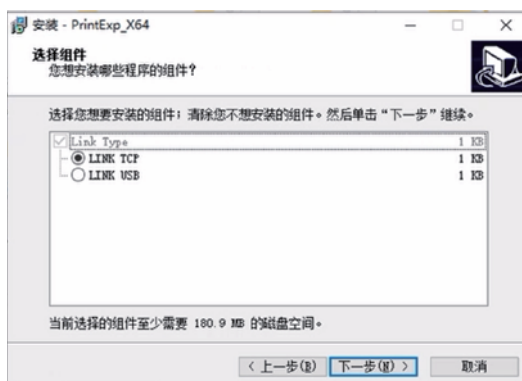 安装 - PrintExp_X64
选择组件
您想安装哪些程序的组件？
选择您想要安装的组件；清除您不想安装的组件。然后单击“下一步”继续。
Link Type 1 KB
LINK TCP 1 KB
LINK USB 1 KB
当前选择的组件至少需要 180.9 MB 的磁盘空间。
< 上一步(B) 下一步(N) > 取消